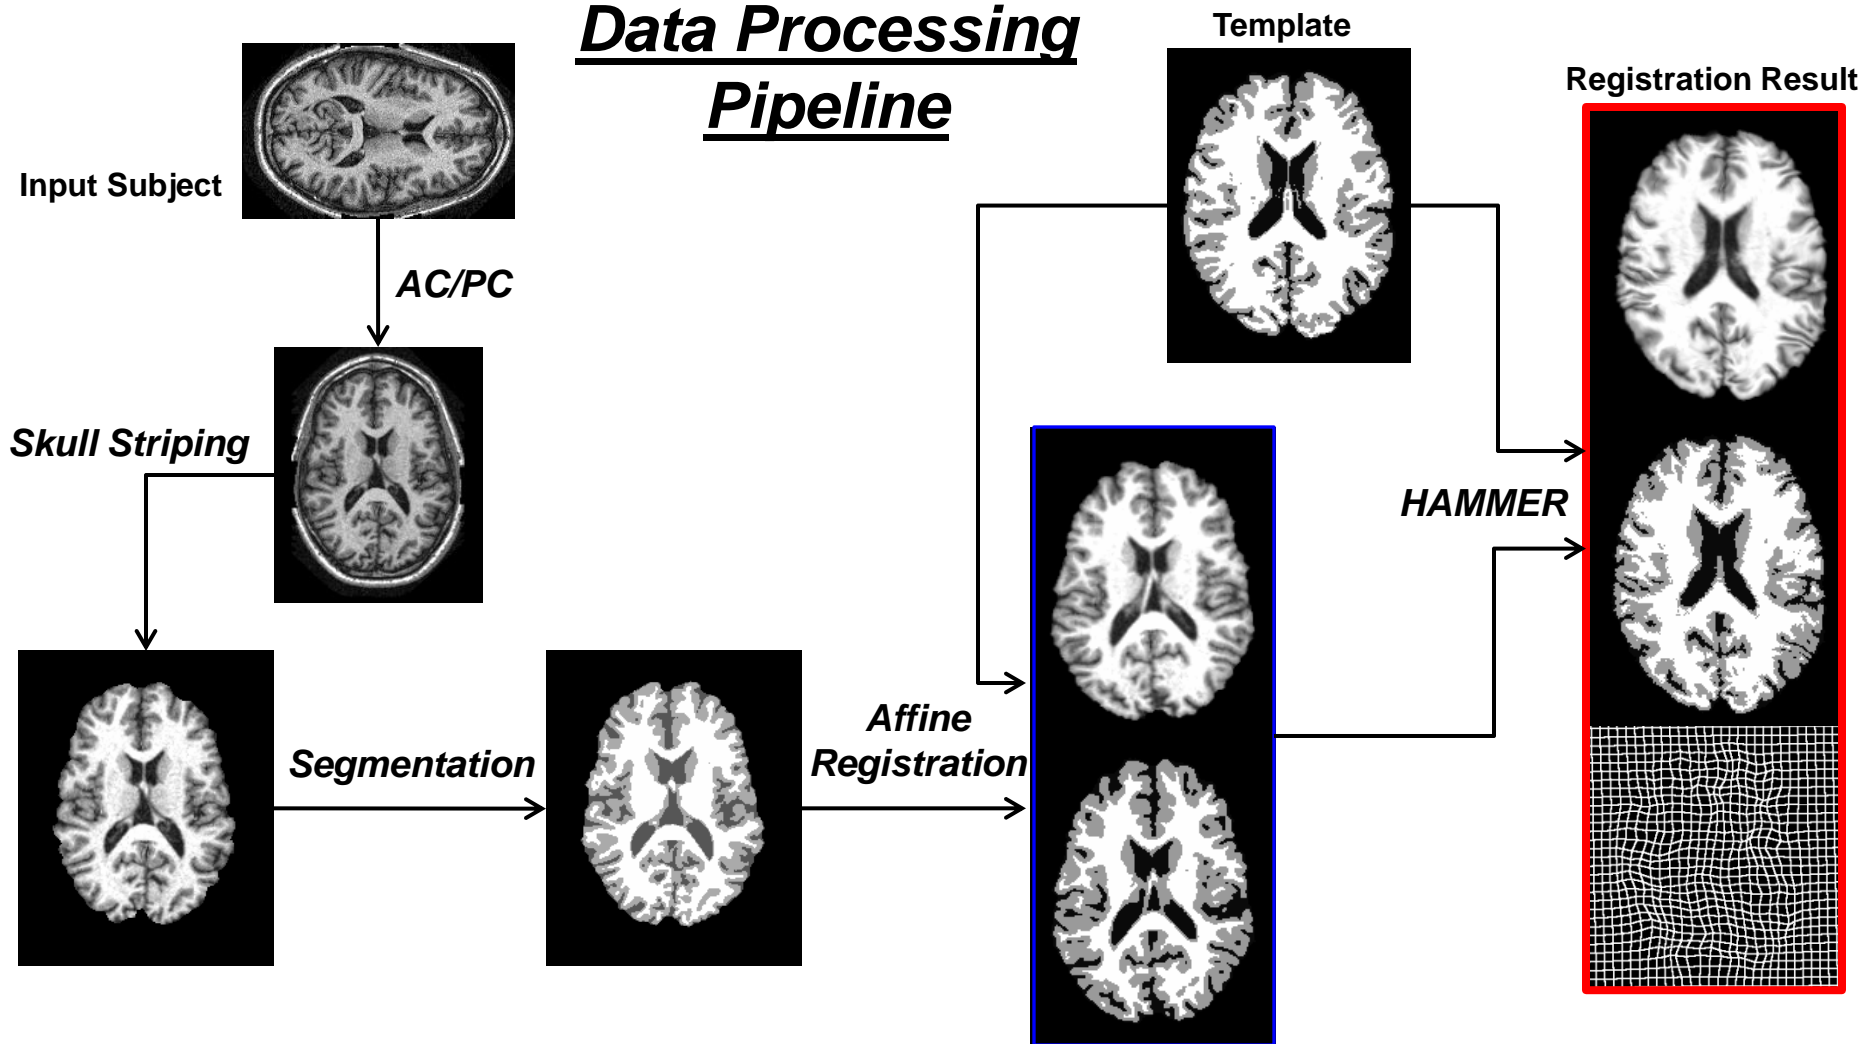 Data Processing
Pipeline
Template
Registration Result
Input Subject
AC/PC
Skull Striping
HAMMER
Affine
Registration
Segmentation